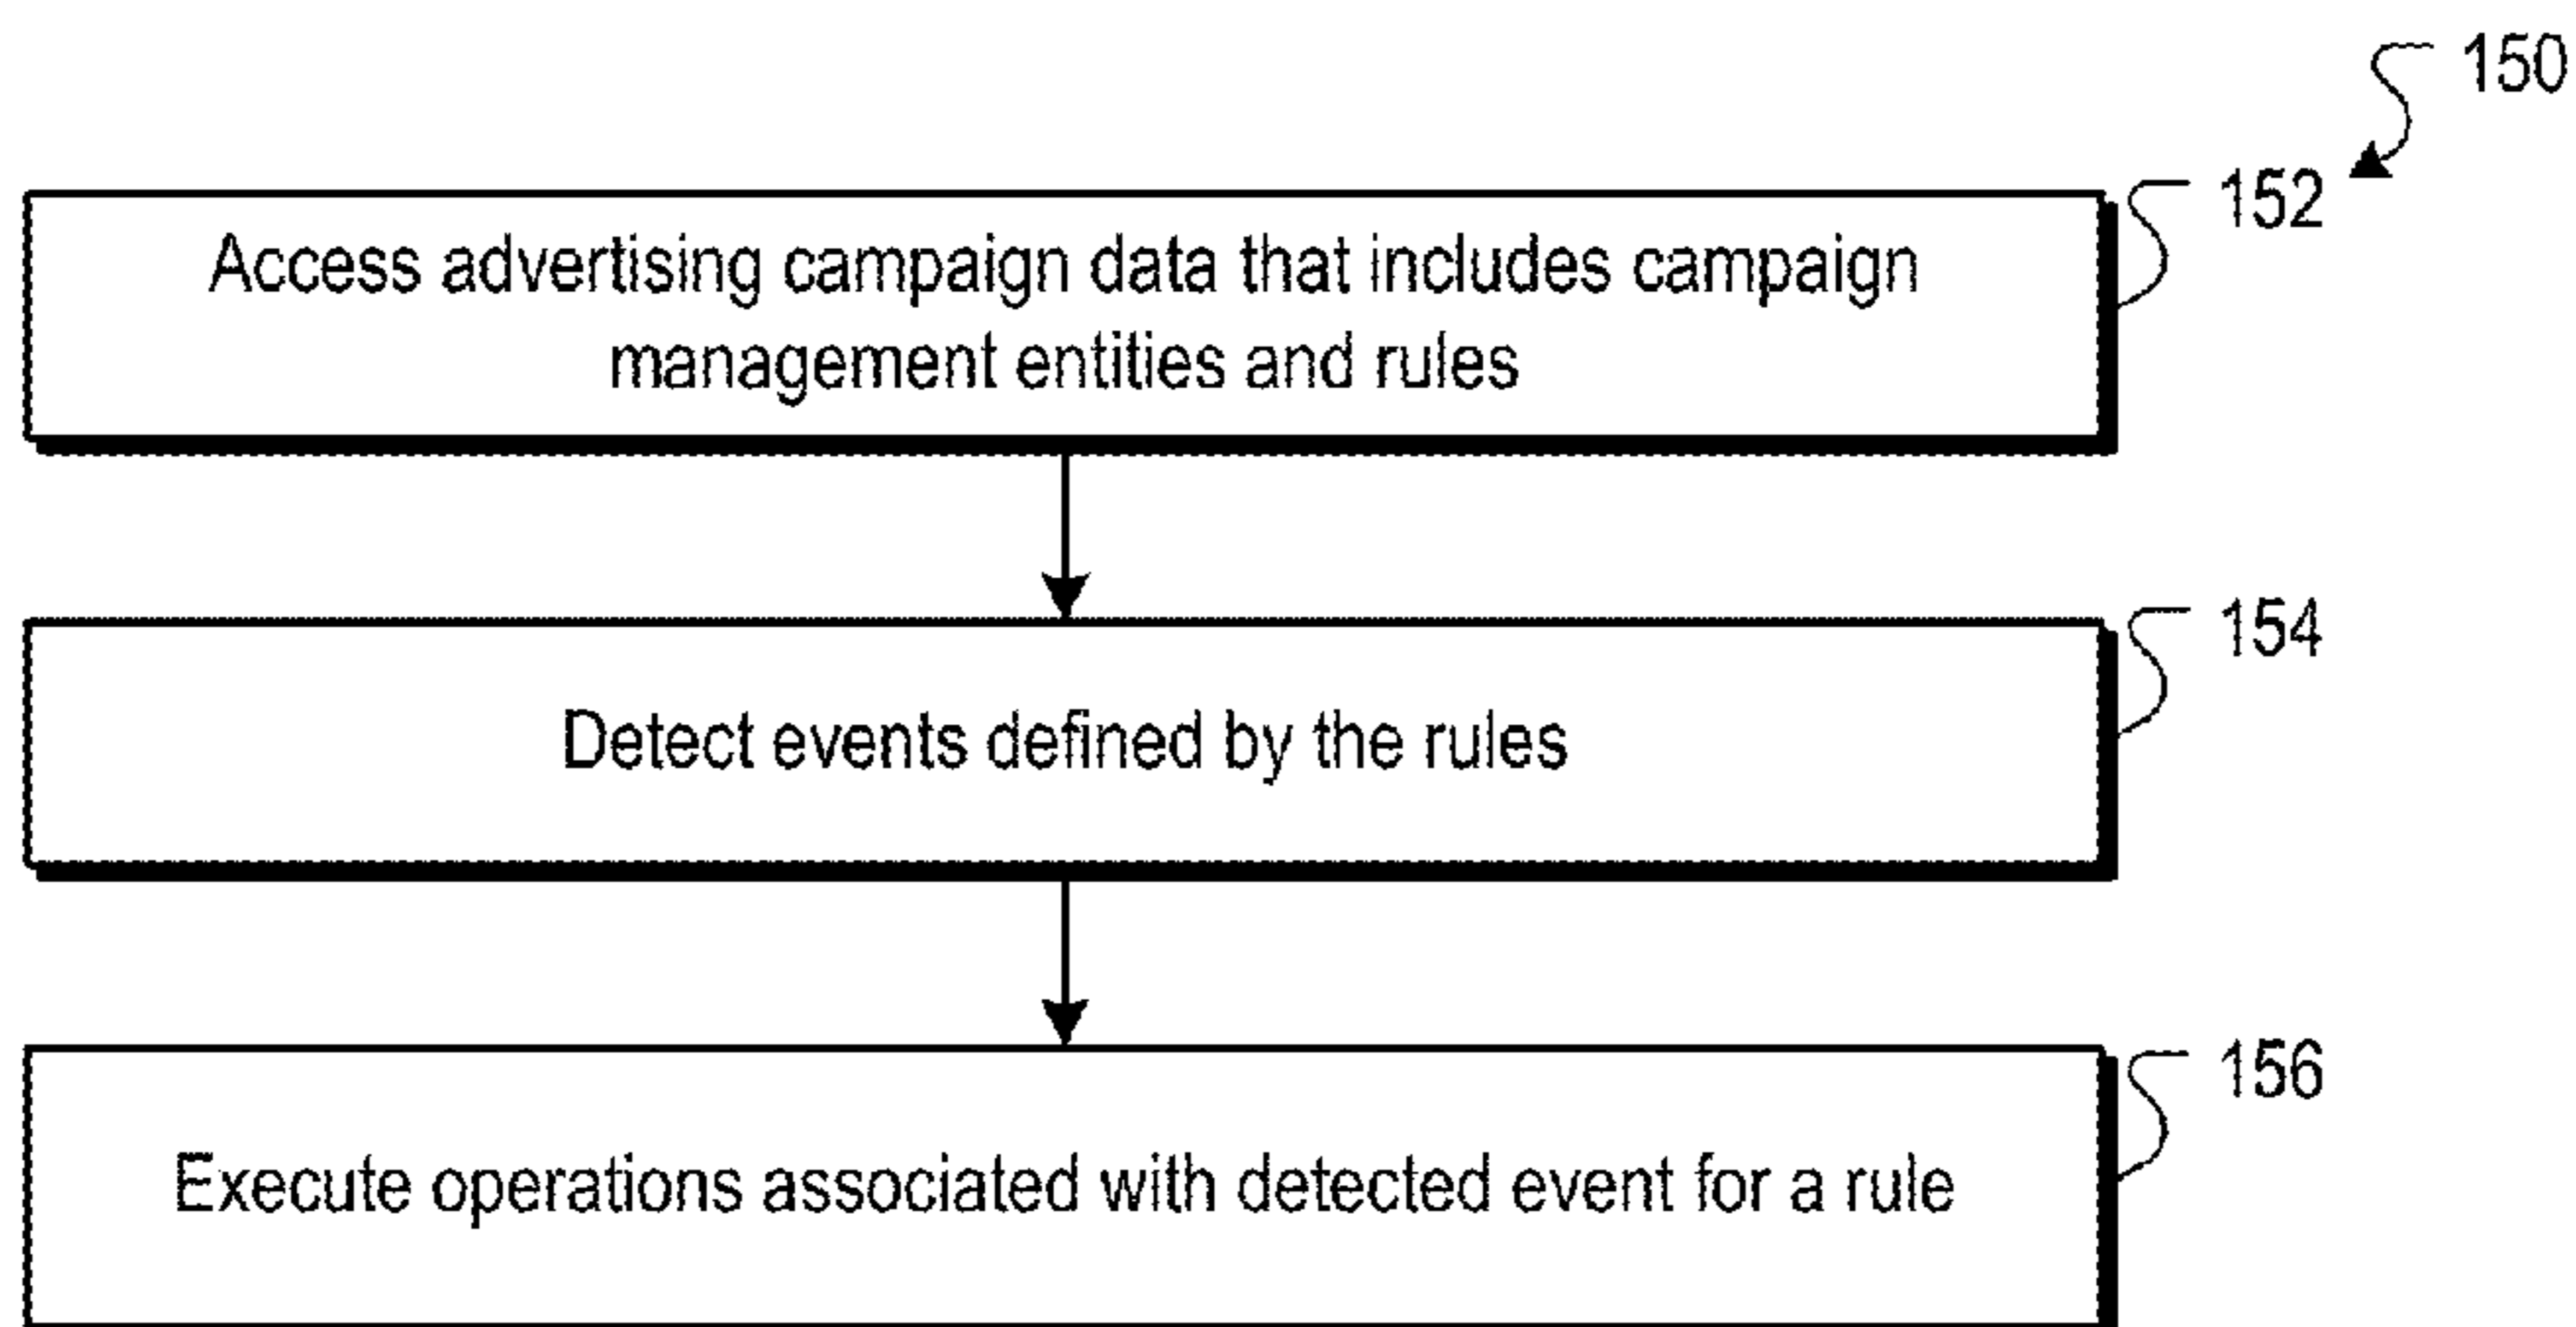 150
152
Access advertising campaign data that includes campaign
management entities and rules
154
Detect events defined by the rules
156
Execute operations associated with detected event for a rule